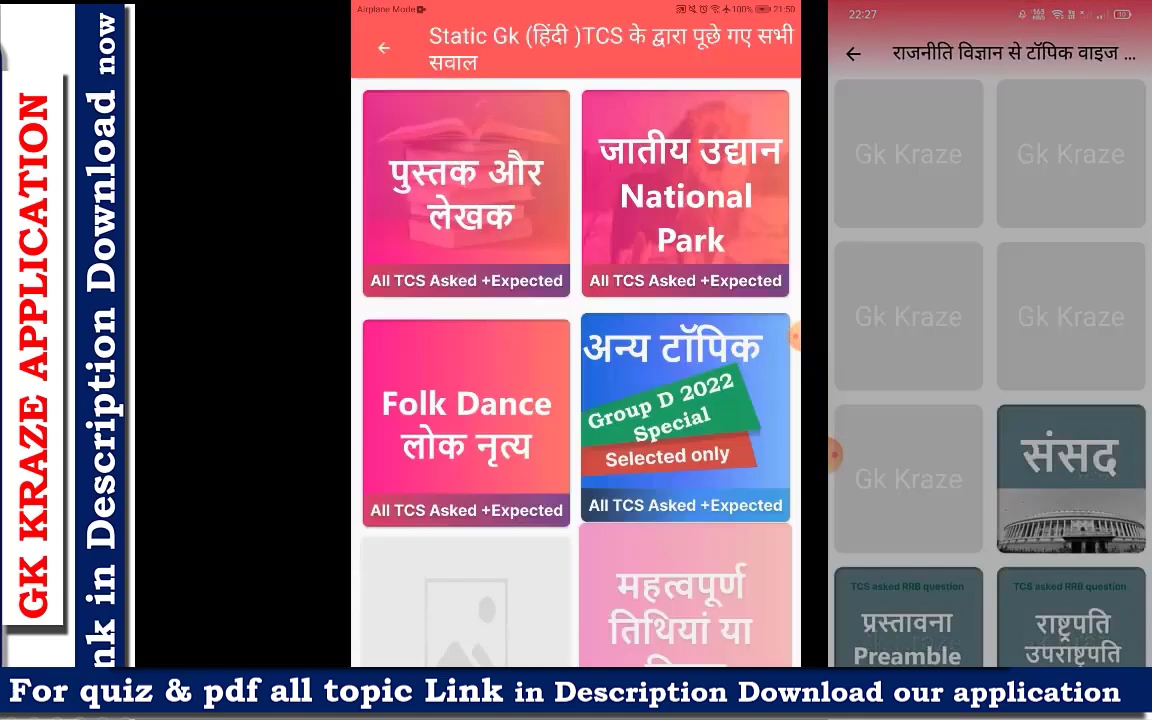 GK KRAZE APPLICATION
nk in Description Download now
Airplane Mode
100% 21:50
Static Gk (हिंदी )TCS के द्वारा पूछे गए सभी
सवाल
पुस्तक और
लेखक
All TCS Asked +Expected
जातीय उद्यान
National
Park
All TCS Asked +Expected
Folk Dance
लोक नृत्य
All TCS Asked +Expected
अन्य टॉपिक
Group D 2022
Special
Selected only
All TCS Asked +Expected
महत्वपूर्ण
तिथियां या
22:27
राजनीति विज्ञान से टॉपिक वाइज ...
Gk Kraze
Gk Kraze
Gk Kraze
Gk Kraze
Gk Kraze
संसद
TCS asked RRB question
प्रस्तावना
Preamble
TCS asked RRB question
राष्ट्रपति
उपराष्ट्रपति
For quiz & pdf all topic Link in Description Download our application